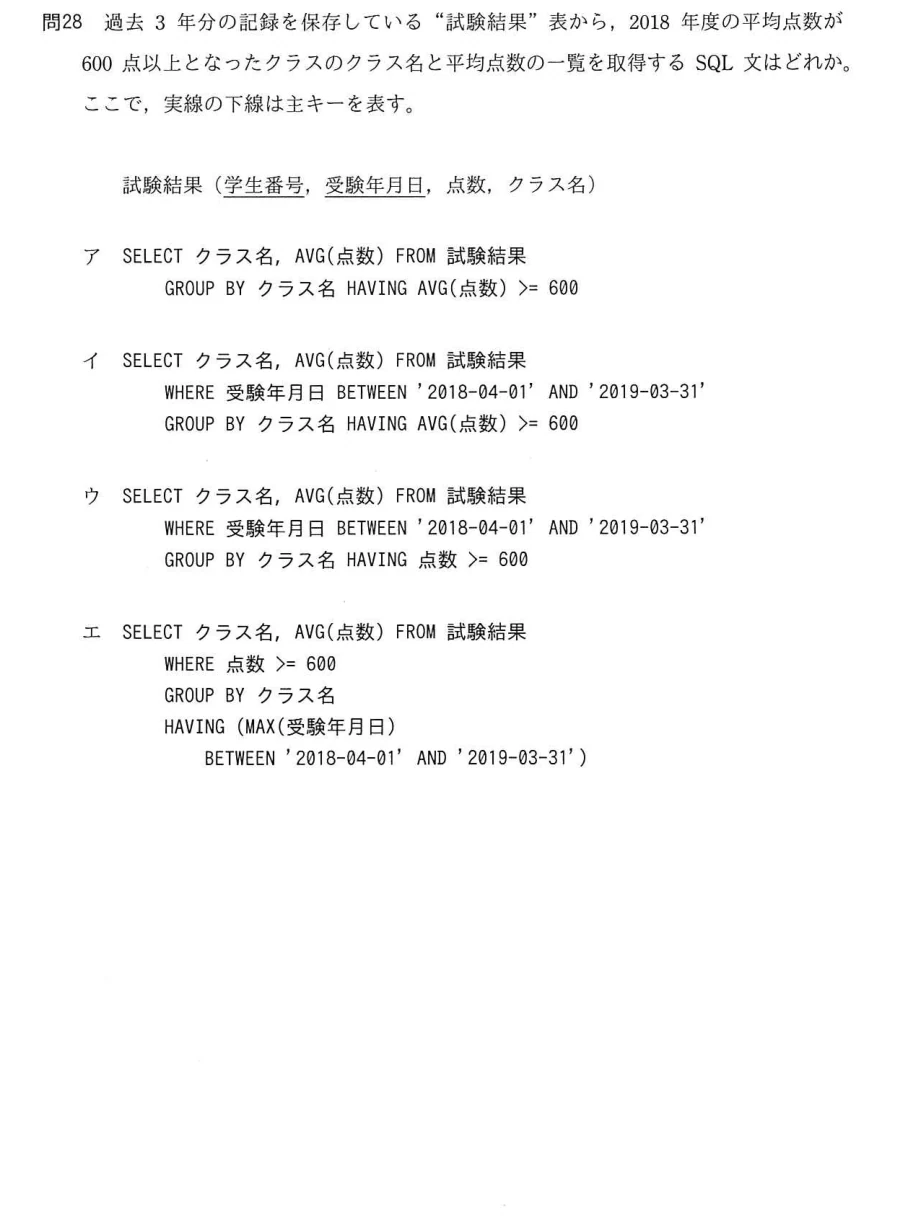 問28 過去 3 年分の記録を保存している“試験結果”表から，2018 年度の平均点数が
600 点以上となったクラスのクラス名と平均点数の一覧を取得する SQL 文はどれか。
ここで，実線の下線は主キーを表す。
試験結果（学生番号，受験年月日，点数，クラス名）
ア SELECT クラス名, AVG(点数) FROM 試験結果
GROUP BY クラス名 HAVING AVG(点数) >= 600
イ SELECT クラス名, AVG(点数) FROM 試験結果
WHERE 受験年月日 BETWEEN '2018-04-01' AND '2019-03-31'
GROUP BY クラス名 HAVING AVG(点数) >= 600
ウ SELECT クラス名, AVG(点数) FROM 試験結果
WHERE 受験年月日 BETWEEN '2018-04-01' AND '2019-03-31'
GROUP BY クラス名 HAVING 点数 >= 600
エ SELECT クラス名, AVG(点数) FROM 試験結果
WHERE 点数 >= 600
GROUP BY クラス名
HAVING (MAX(受験年月日)
BETWEEN '2018-04-01' AND '2019-03-31')